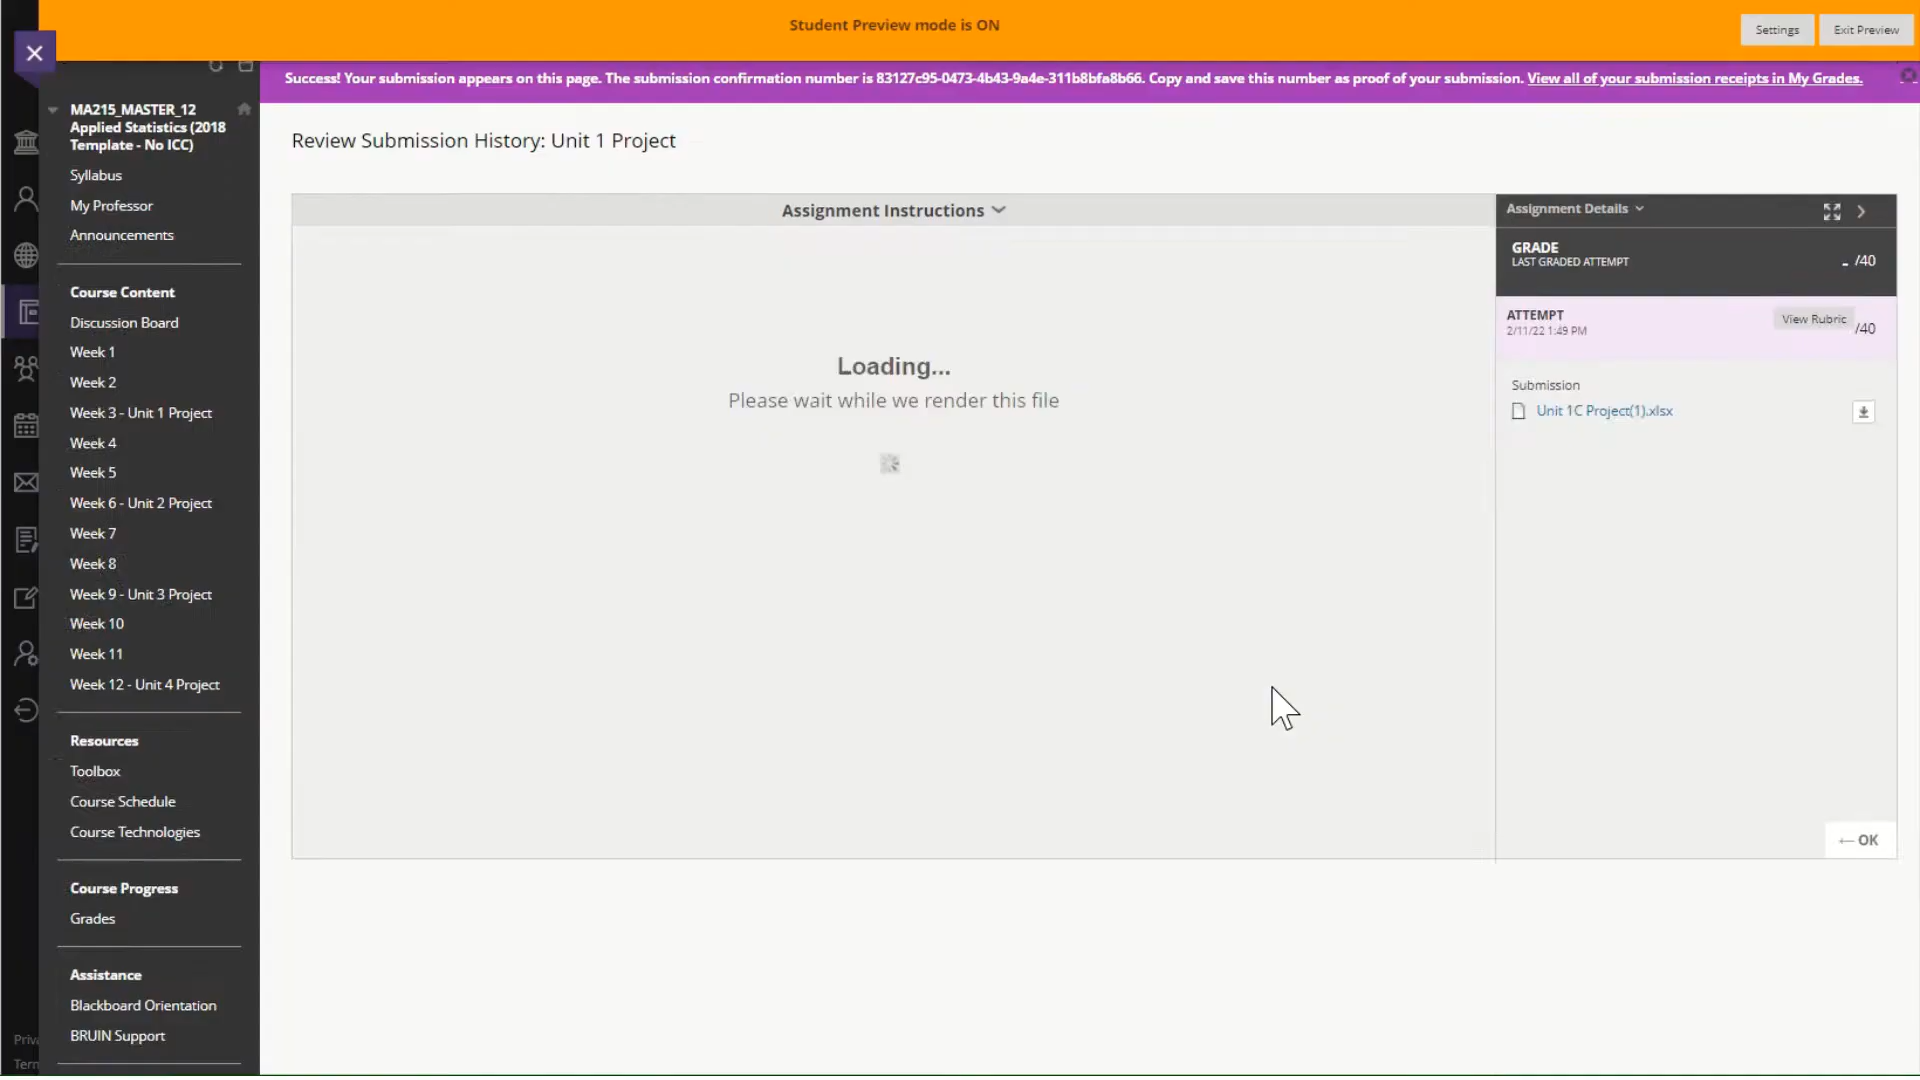 Student Preview mode is ON
Settings
Exit Preview
Success! Your submission appears on this page. The submission confirmation number is 83127c95-0473-4b43-9a4e-311b8bfa8b66. Copy and save this number as proof of your submission. View all of your submission receipts in My Grades.
MA215_MASTER_12
Applied Statistics (2018
Template - No ICC)
Syllabus
My Professor
Announcements
Course Content
Discussion Board
Week 1
Week 2
Week 3 - Unit 1 Project
Week 4
Week 5
Week 6 - Unit 2 Project
Week 7
Week 8
Week 9 - Unit 3 Project
Week 10
Week 11
Week 12 - Unit 4 Project
Resources
Toolbox
Course Schedule
Course Technologies
Course Progress
Grades
Assistance
Blackboard Orientation
BRUIN Support
Priva
Term
Review Submission History: Unit 1 Project
Assignment Instructions
Loading...
Please wait while we render this file
Assignment Details
GRADE
LAST GRADED ATTEMPT
- /40
ATTEMPT
2/11/22 1:49 PM
View Rubric
/40
Submission
Unit 1C Project(1).xlsx
← OK